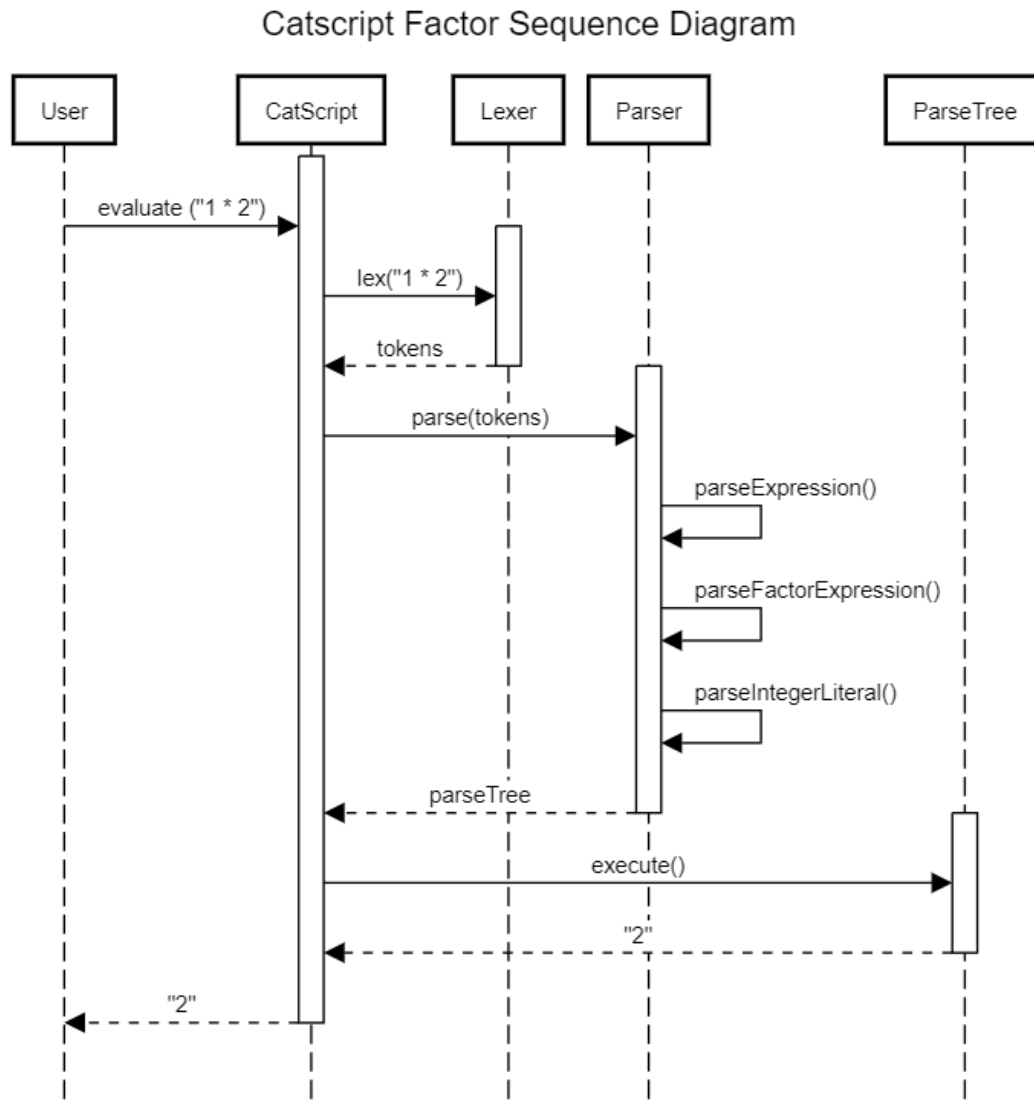 Catscript Factor Sequence Diagram
User
CatScript
Lexer
Parser
ParseTree
evaluate ("1 * 2")
lex("1 * 2")
tokens
parse(tokens)
parseExpression()
parseFactorExpression()
parseIntegerLiteral()
parseTree
execute()
"2"
"2"